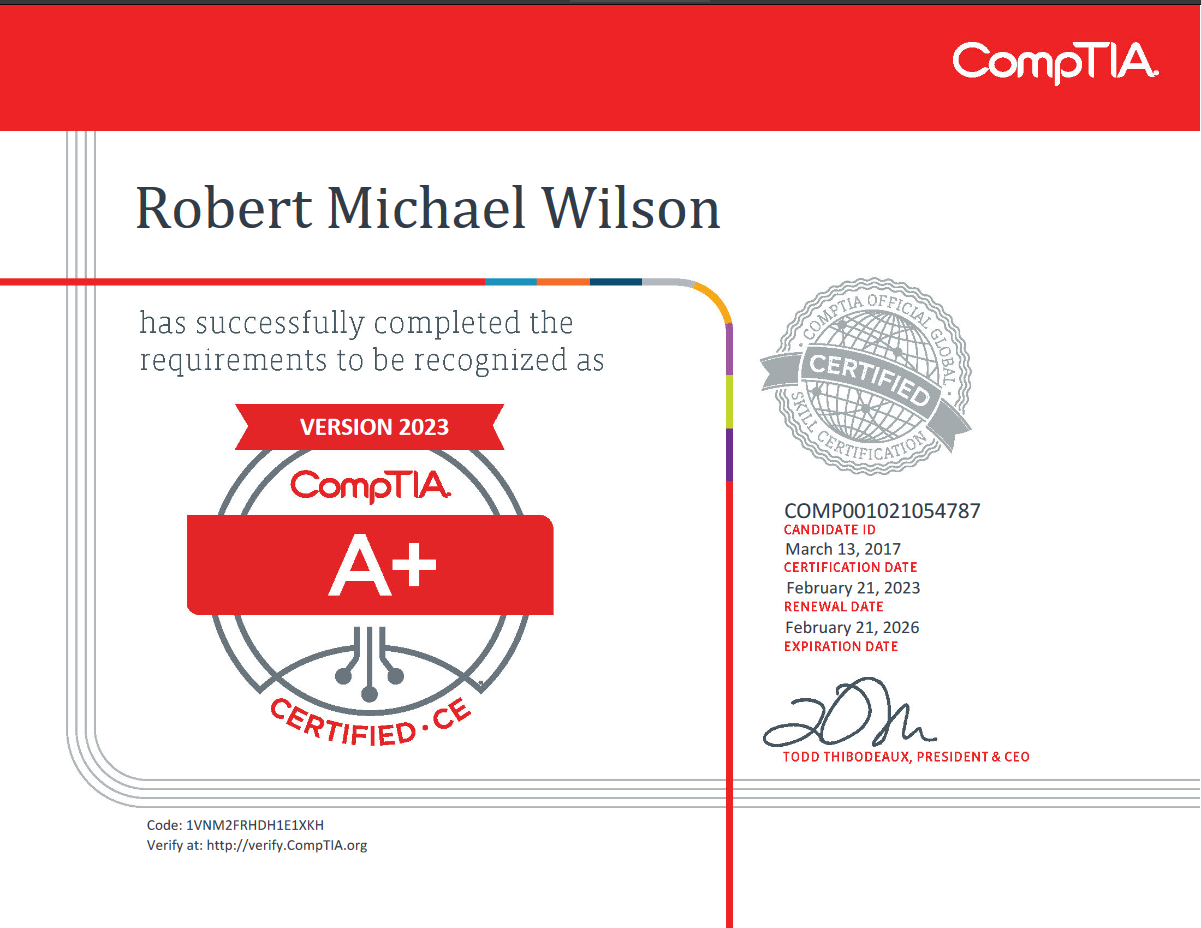 CompTIA.
Robert Michael Wilson
has successfully completed the
requirements to be recognized as
VERSION 2023
CompTIA.
A+
CERTIFIED · CE
· COMPTIA OFFICIAL GLOBAL ·
CERTIFIED
SKILL CERTIFICATION
COMP001021054787
CANDIDATE ID
March 13, 2017
CERTIFICATION DATE
February 21, 2023
RENEWAL DATE
February 21, 2026
EXPIRATION DATE
TODD THIBODEAUX, PRESIDENT & CEO
Code: 1VNM2FRHDH1E1XKH
Verify at: http://verify.CompTIA.org